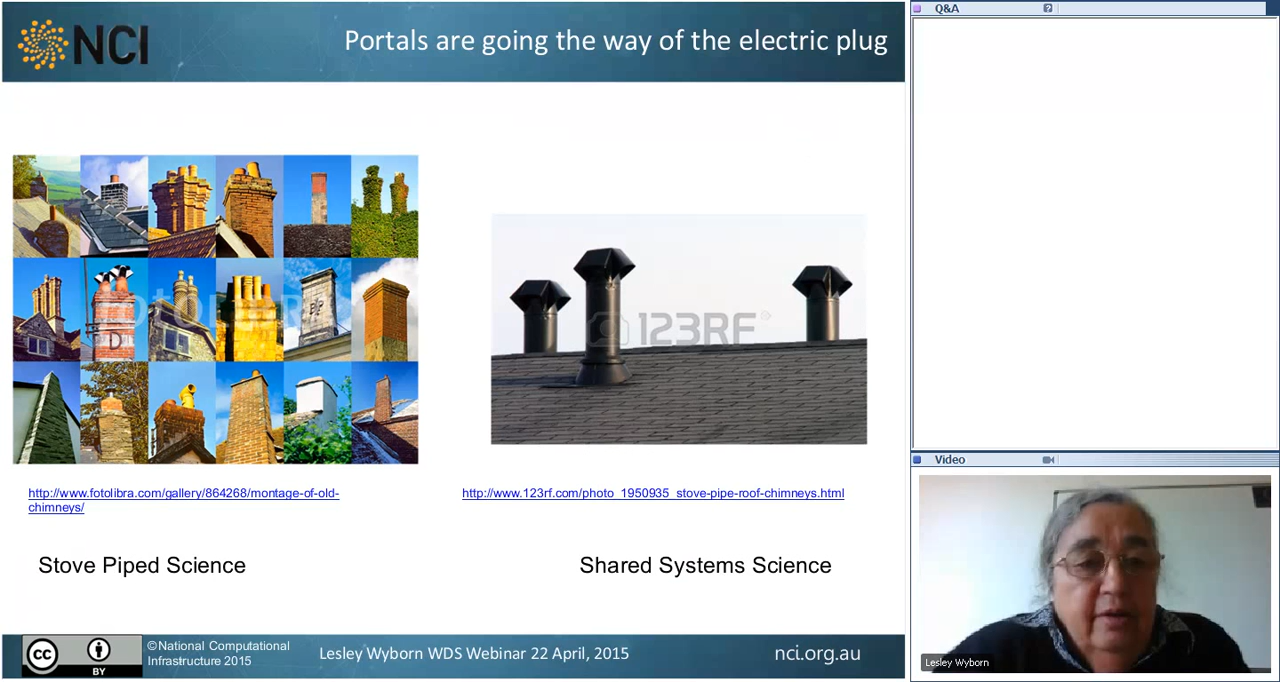 NCI
Portals are going the way of the electric plug
123RF
http://www.fotolibra.com/gallery/864268/montage-of-old-
chimneys/
http://www.123rf.com/photo_1950935_stove-pipe-roof-chimneys.html
Stove Piped Science
Shared Systems Science
cc
BY
©National Computational
Infrastructure 2015
Lesley Wyborn WDS Webinar 22 April, 2015
nci.org.au
Q&A
?
Video
Lesley Wyborn